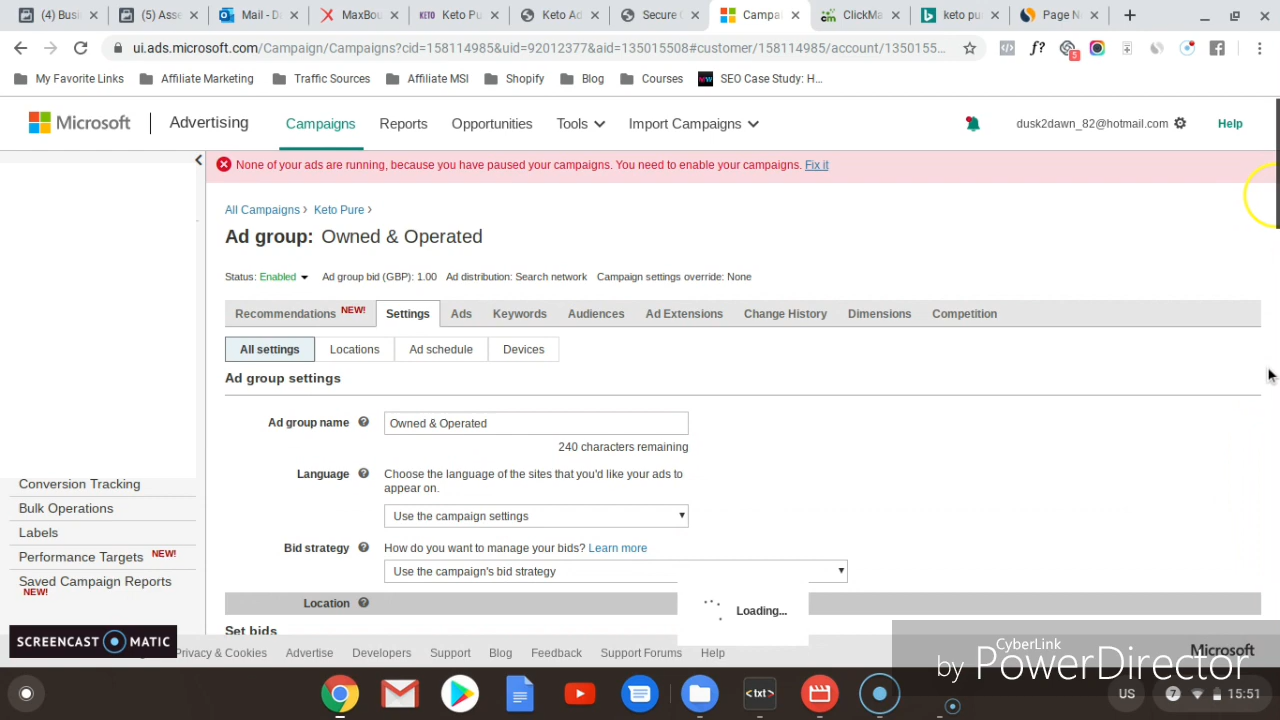 (4) Busi
(5) Asse
Mail - D
MaxBou
Keto Pu
Keto Ad
Secure C
Campai
ClickMa
keto pu
Page N
ui.ads.microsoft.com/Campaign/Campaigns?cid=158114985&uid=92012377&aid=135015508#customer/158114985/account/1350155...
f?
5
My Favorite Links
Affiliate Marketing
Traffic Sources
Affiliate MSI
Shopify
Blog
Courses
SEO Case Study: H...
Microsoft
Advertising
Campaigns
Reports
Opportunities
Tools
Import Campaigns
dusk2dawn_82@hotmail.com
Help
None of your ads are running, because you have paused your campaigns. You need to enable your campaigns. Fix it
All Campaigns › Keto Pure ›
Ad group: Owned & Operated
Status: Enabled Ad group bid (GBP): 1.00 Ad distribution: Search network Campaign settings override: None
Recommendations NEW! Settings Ads Keywords Audiences Ad Extensions Change History Dimensions Competition
All settings Locations Ad schedule Devices
Ad group settings
Ad group name
Owned & Operated
240 characters remaining
Language
Choose the language of the sites that you'd like your ads to
appear on.
Use the campaign settings
Bid strategy
How do you want to manage your bids? Learn more
Use the campaign's bid strategy
Location
Loading...
Set bids
Conversion Tracking
Bulk Operations
Labels
Performance Targets NEW!
Saved Campaign Reports
NEW!
SCREENCAST O MATIC
Privacy & Cookies Advertise Developers Support Blog Feedback Support Forums Help
Microsoft
CyberLink
by PowerDirector
<txt>
US
7
15:51